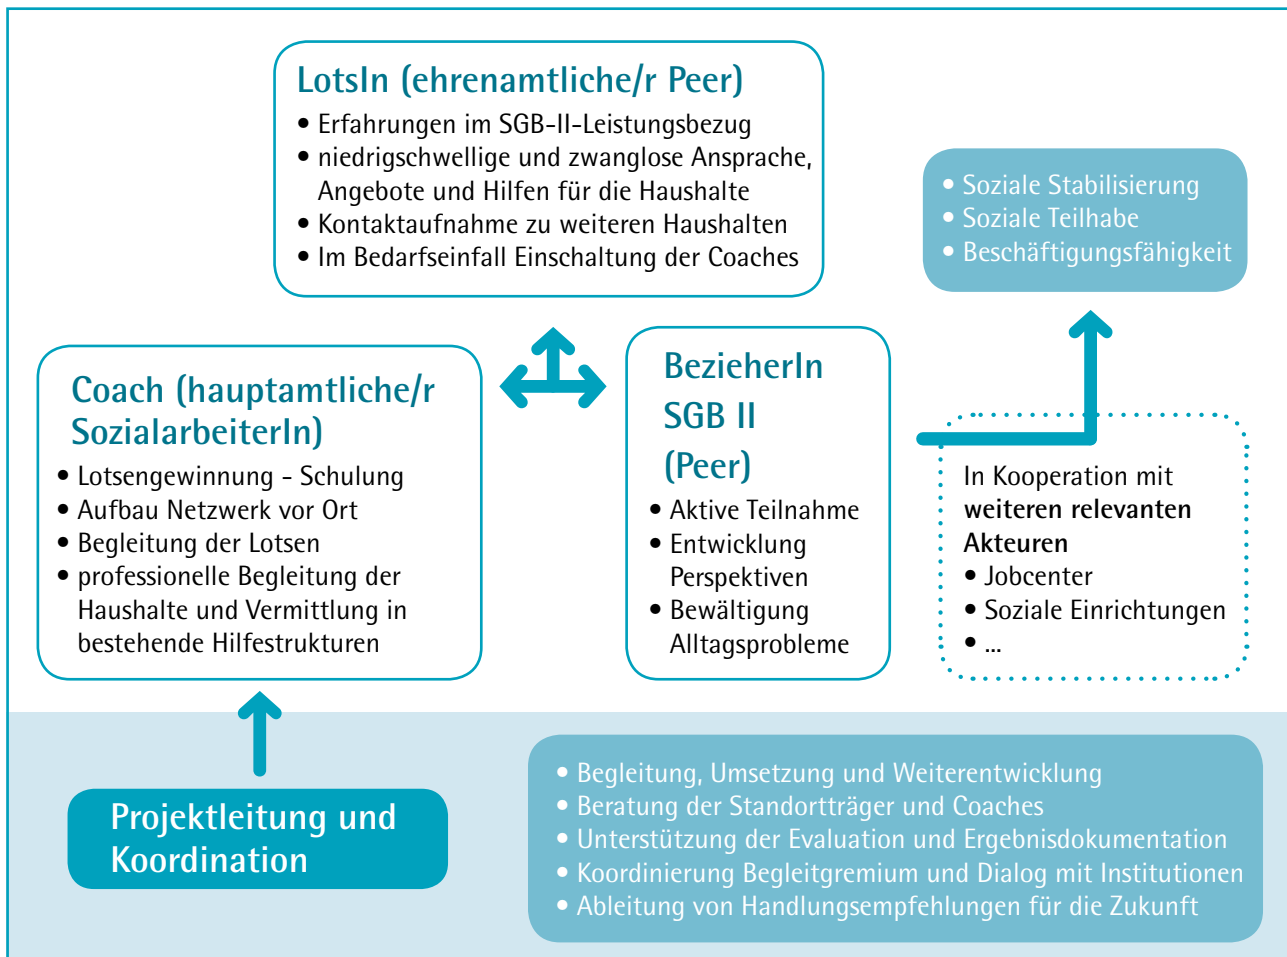 LotsIn (ehrenamtliche/r Peer)
• Erfahrungen im SGB-II-Leistungsbezug
• niedrigschwellige und zwanglose Ansprache,
Angebote und Hilfen für die Haushalte
• Kontaktaufnahme zu weiteren Haushalten
• Im Bedarfseinfall Einschaltung der Coaches
• Soziale Stabilisierung
• Soziale Teilhabe
• Beschäftigungsfähigkeit
Coach (hauptamtliche/r
SozialarbeiterIn)
• Lotsengewinnung - Schulung
• Aufbau Netzwerk vor Ort
• Begleitung der Lotsen
• professionelle Begleitung der
Haushalte und Vermittlung in
bestehende Hilfestrukturen
BezieherIn
SGB II
(Peer)
• Aktive Teilnahme
• Entwicklung
Perspektiven
• Bewältigung
Alltagsprobleme
In Kooperation mit
weiteren relevanten
Akteuren
• Jobcenter
• Soziale Einrichtungen
• ...
Projektleitung und
Koordination
• Begleitung, Umsetzung und Weiterentwicklung
• Beratung der Standortträger und Coaches
• Unterstützung der Evaluation und Ergebnisdokumentation
• Koordinierung Begleitgremium und Dialog mit Institutionen
• Ableitung von Handlungsempfehlungen für die Zukunft